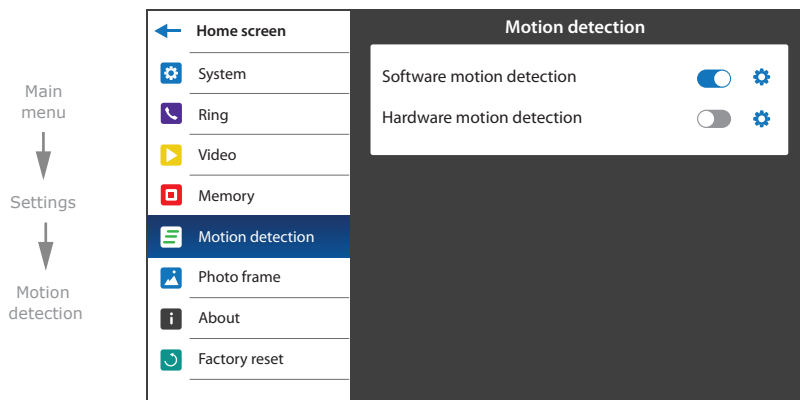 Main
menu
Settings
Motion
detection
Home screen
System
Ring
Video
Memory
Motion detection
Photo frame
About
Factory reset
Motion detection
Software motion detection
Hardware motion detection